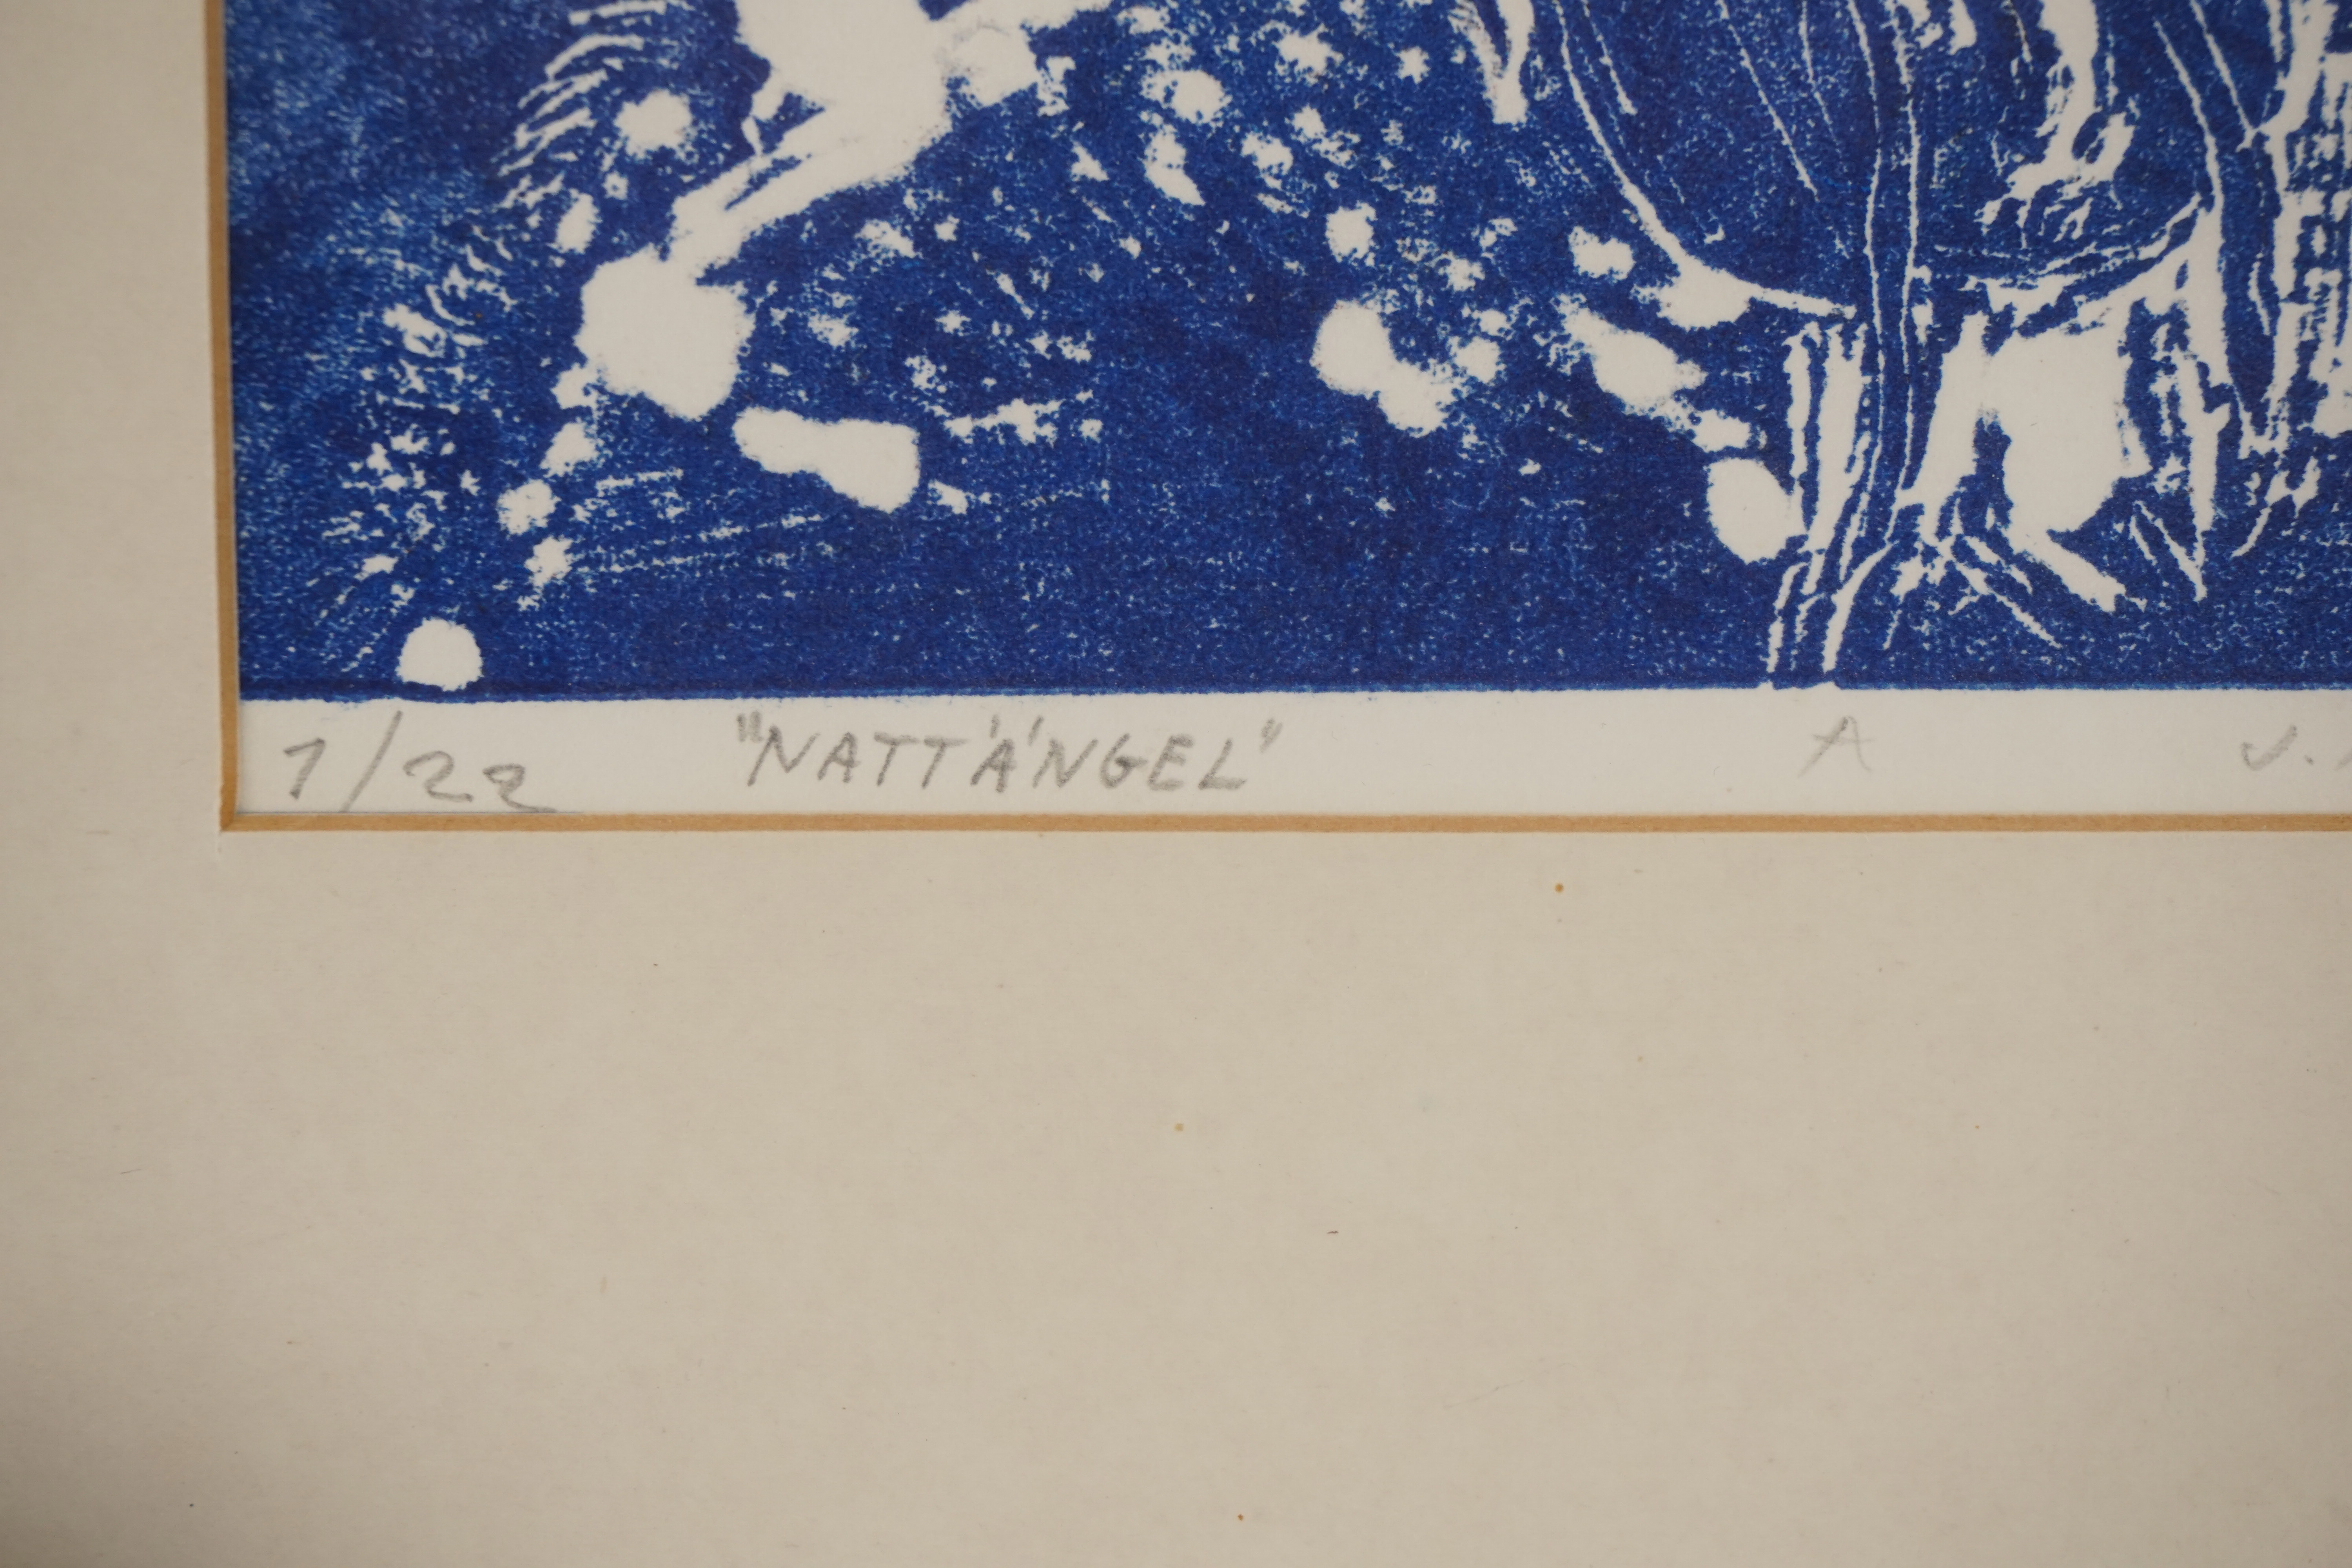 1/22 "NATTÄNGEL" A J.